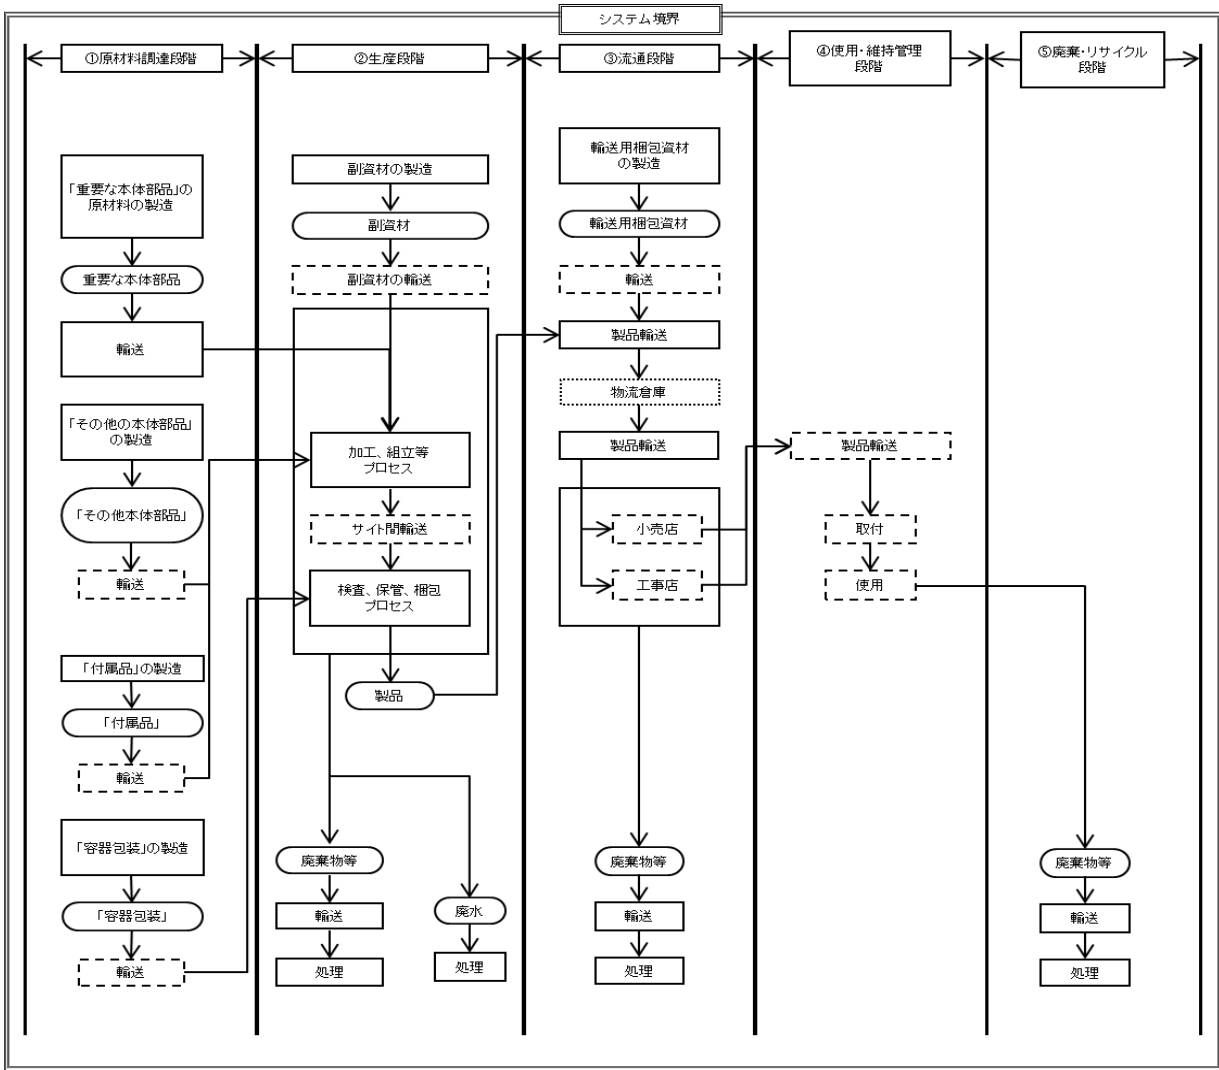 システム境界
①原材料調達段階
②生産段階
③流通段階
④使用・維持管理
段階
⑤廃棄・リサイクル
段階
「重要な本体部品」の
原材料の製造
重要な本体部品
輸送
「その他の本体部品」
の製造
「その他本体部品」
輸送
「付属品」の製造
「付属品」
輸送
「容器包装」の製造
「容器包装」
輸送
副資材の製造
副資材
副資材の輸送
加工、組立等
プロセス
サイト間輸送
検査、保管、梱包
プロセス
製品
廃棄物等
輸送
処理
廃水
処理
輸送用梱包資材
の製造
輸送用梱包資材
輸送
製品輸送
物流倉庫
製品輸送
小売店
工事店
廃棄物等
輸送
処理
製品輸送
取付
使用
廃棄物等
輸送
処理